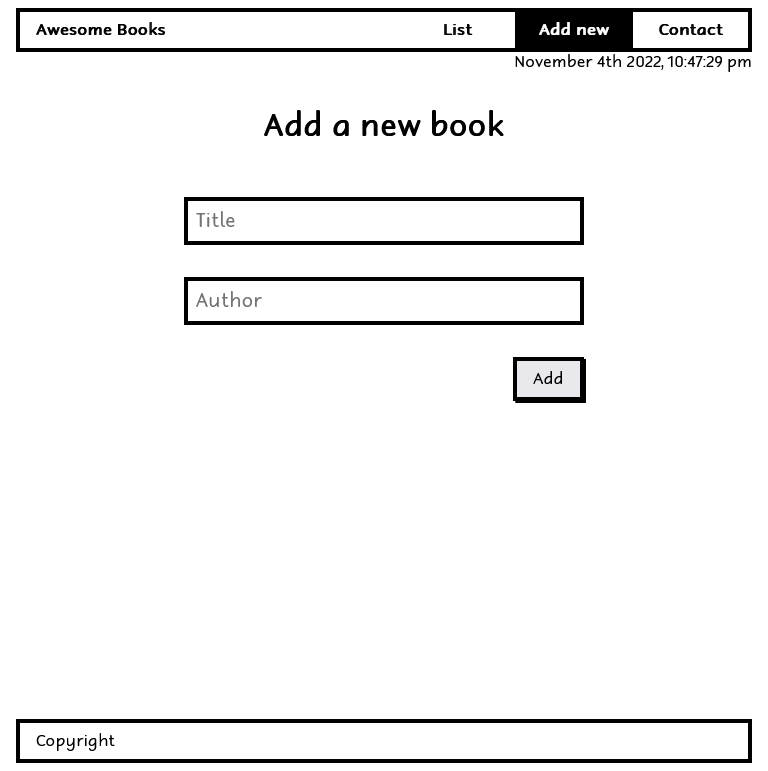 Awesome Books List Add new Contact
November 4th 2022, 10:47:29 pm
Add a new book
Title
Author
Add
Copyright